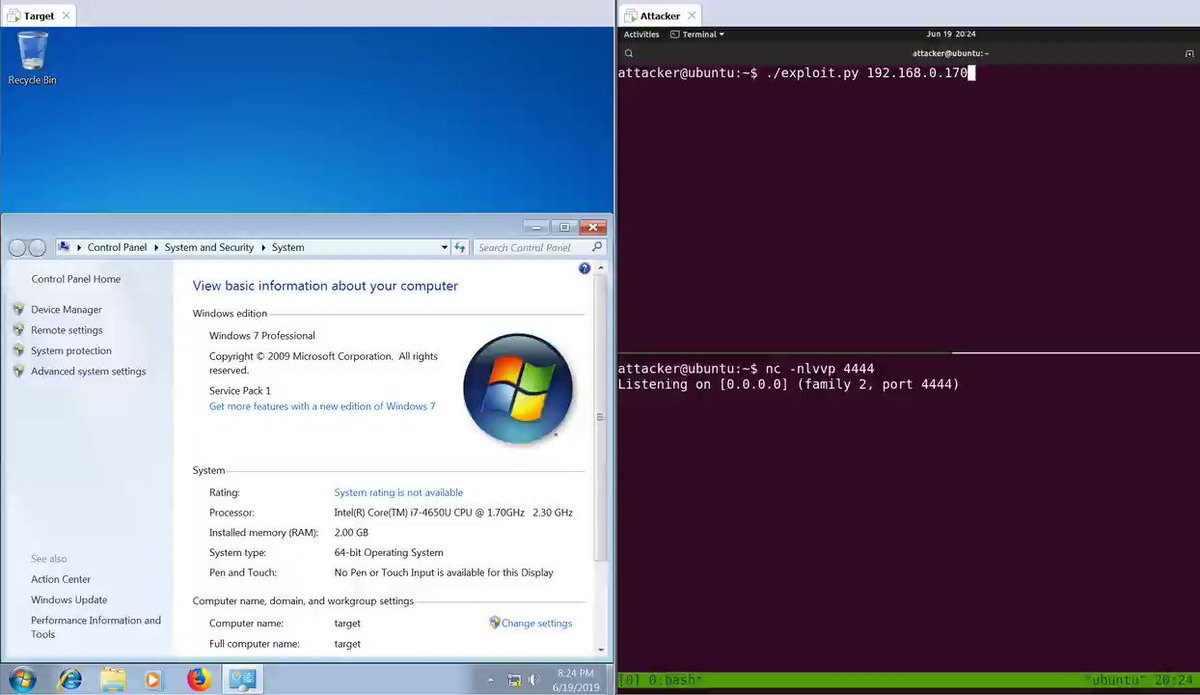 Target
Recycle Bin
Control Panel System and Security System
Search Control Panel
Control Panel Home
Device Manager
Remote settings
System protection
Advanced system settings
See also
Action Center
Windows Update
Performance Information and
Tools
View basic information about your computer
Windows edition
Windows 7 Professional
Copyright © 2009 Microsoft Corporation. All rights
reserved.
Service Pack 1
Get more features with a new edition of Windows 7
System
Rating: System rating is not available
Processor: Intel(R) Core(TM) i7-4650U CPU @ 1.70GHz 2.30 GHz
Installed memory (RAM): 2.00 GB
System type: 64-bit Operating System
Pen and Touch: No Pen or Touch Input is available for this Display
Computer name, domain, and workgroup settings
Computer name: target
Change settings
Full computer name: target
8:24 PM
6/19/2019
Attacker
Activities Terminal Jun 19 20:24
attacker@ubuntu: ~
attacker@ubuntu:~$ ./exploit.py 192.168.0.170
attacker@ubuntu:~$ nc -nlvvp 4444
Listening on [0.0.0.0] (family 2, port 4444)
[0] 0:bash* "ubuntu" 20:24